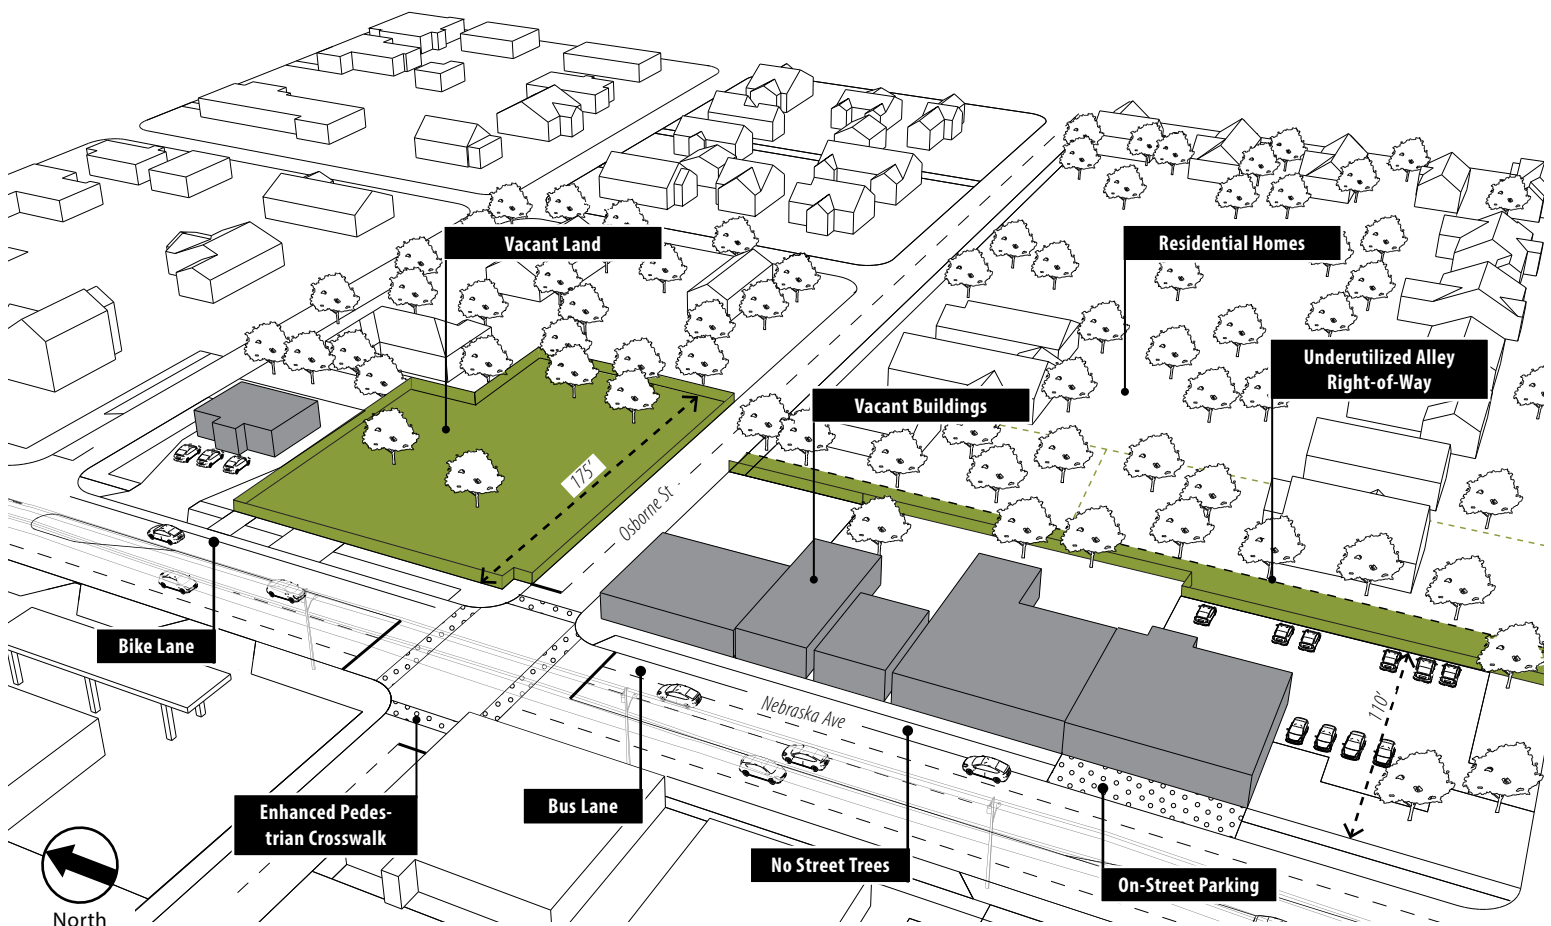 Vacant Land
Residential Homes
Underutilized Alley
Right-of-Way
Vacant Buildings
175'
Osborne St
Bike Lane
110'
Nebraska Ave
Enhanced Pedes-
trian Crosswalk
Bus Lane
No Street Trees
On-Street Parking
North